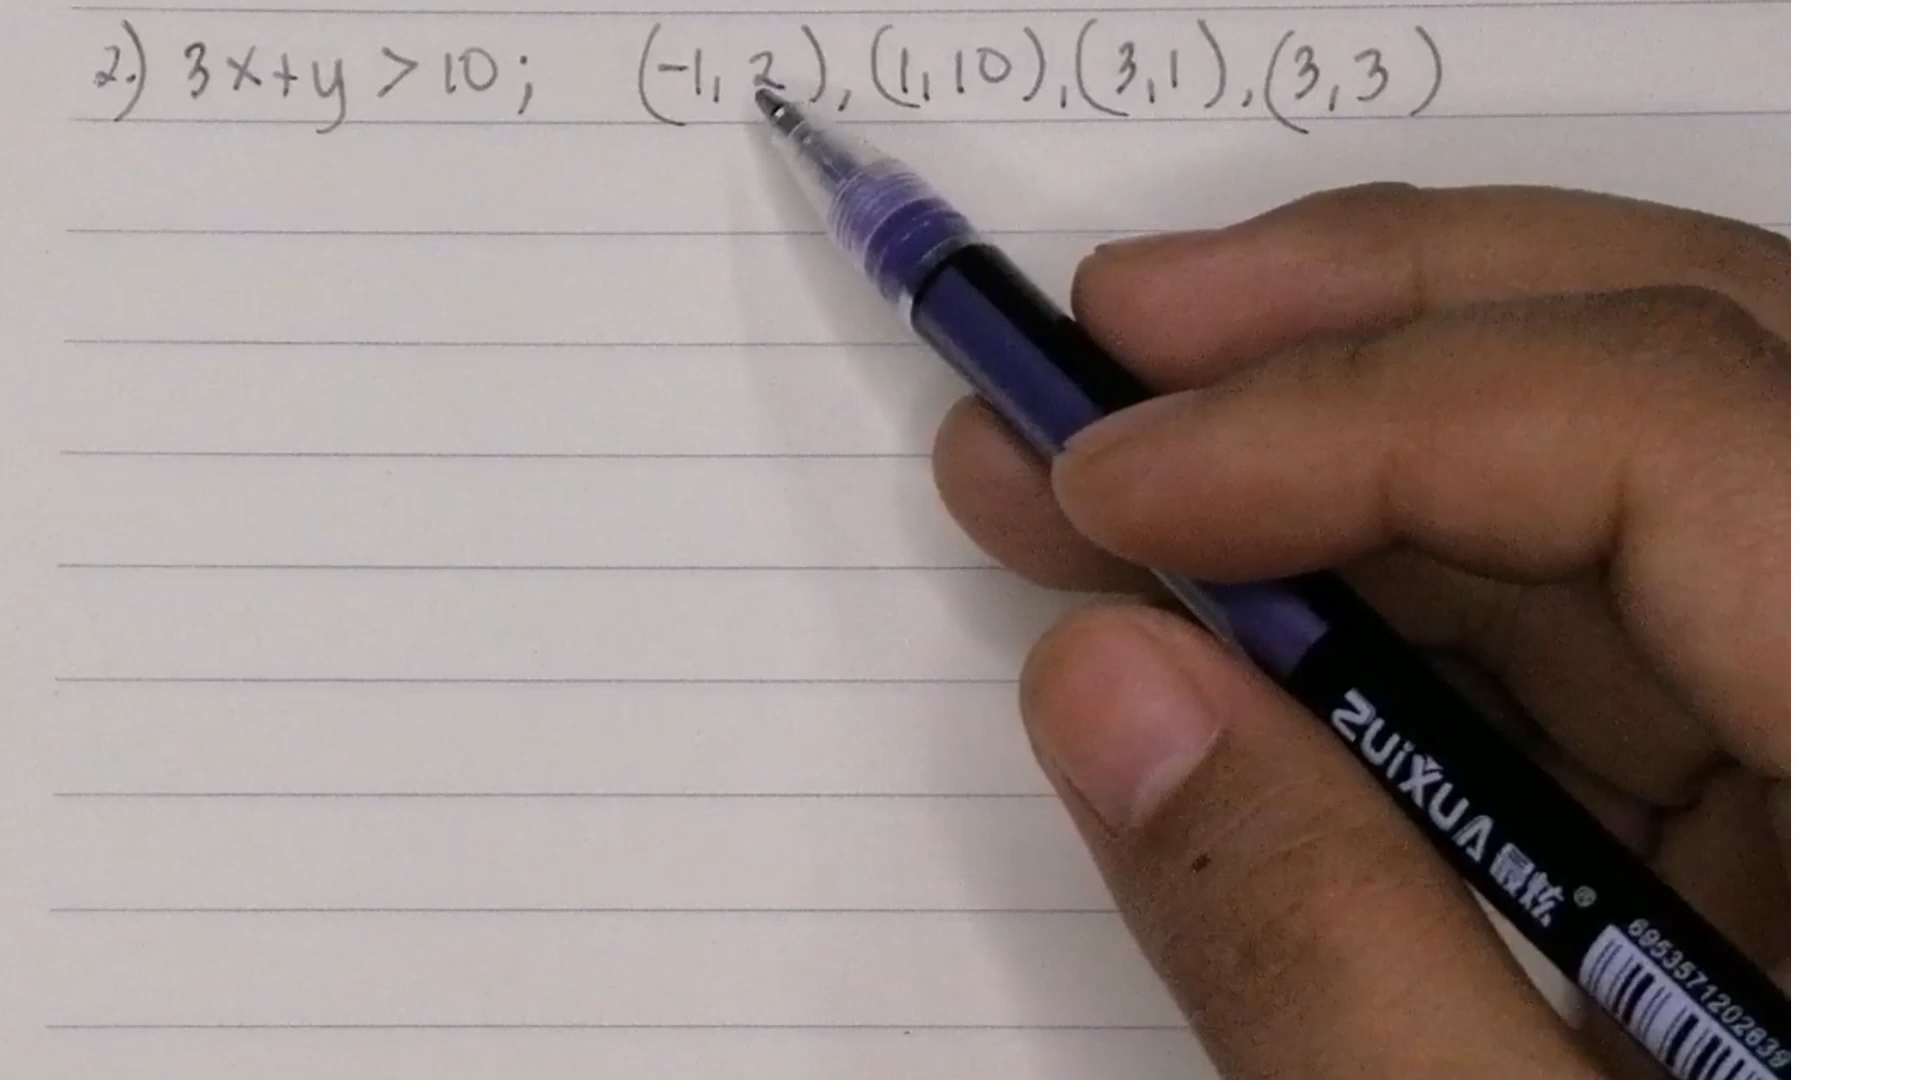 2.) 3x+y > 10; (-1, 2), (1, 10), (3, 1), (3, 3)
ZUiXUA 最炫®
6953571202639